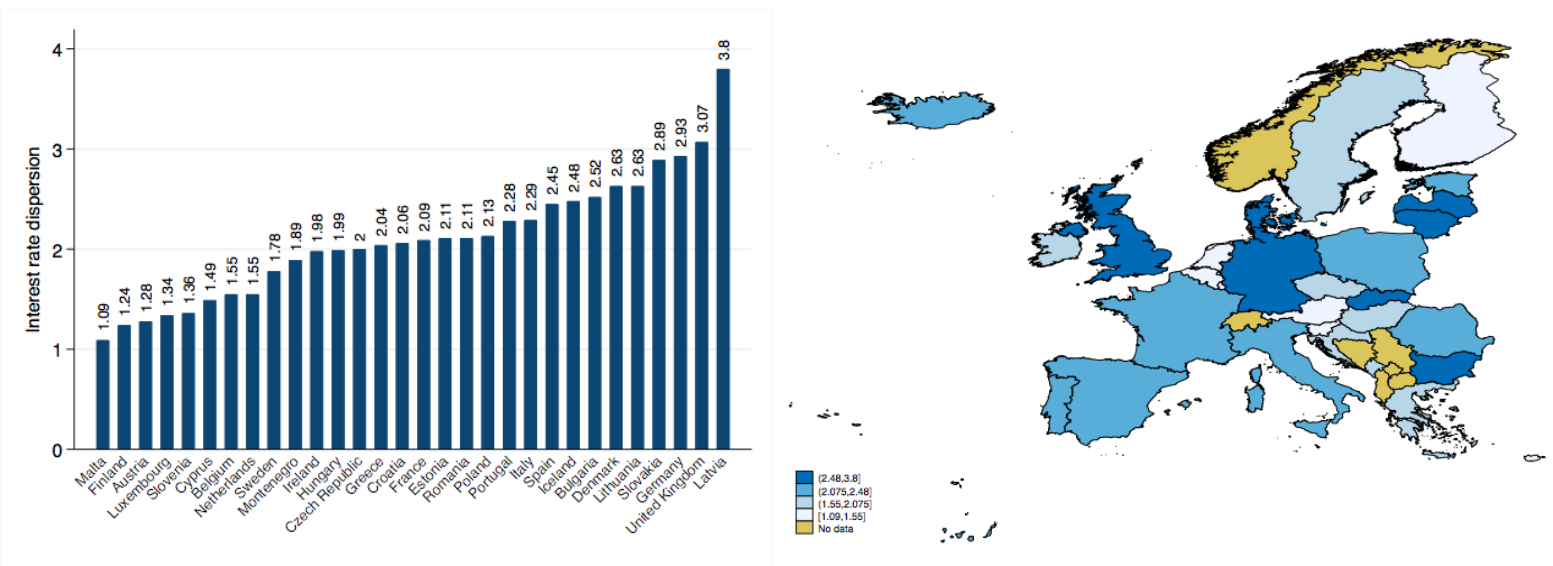 Interest rate dispersion
4
3
2
1
0
1.09
1.24
1.28
1.34
1.36
1.49
1.55
1.55
1.78
1.89
1.98
1.99
2
2.04
2.06
2.09
2.11
2.11
2.13
2.28
2.29
2.45
2.48
2.52
2.63
2.63
2.89
2.93
3.07
3.8
Malta
Finland
Austria
Luxembourg
Slovenia
Cyprus
Belgium
Netherlands
Sweden
Montenegro
Ireland
Hungary
Czech Republic
Greece
Croatia
France
Estonia
Romania
Poland
Portugal
Italy
Spain
Iceland
Bulgaria
Denmark
Lithuania
Slovakia
Germany
United Kingdom
Latvia
(2.48,3.8]
(2.075,2.48]
(1.55,2.075]
[1.09,1.55]
No data